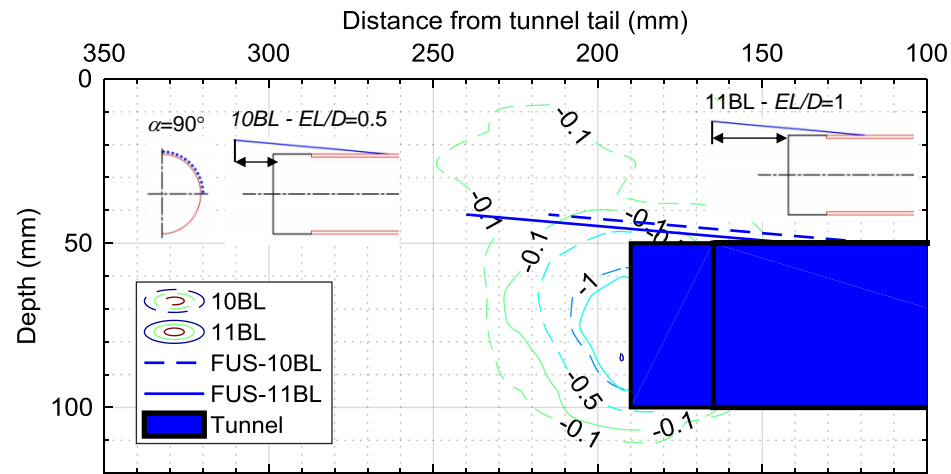 Distance from tunnel tail (mm)
350 300 250 200 150 100
0
50
100
Depth (mm)
α=90°
10BL - EL/D=0.5
11BL - EL/D=1
-0.1
-0.1
-0.1
-0.1
-1
-0.5
-0.1
-0.1
10BL
11BL
FUS-10BL
FUS-11BL
Tunnel